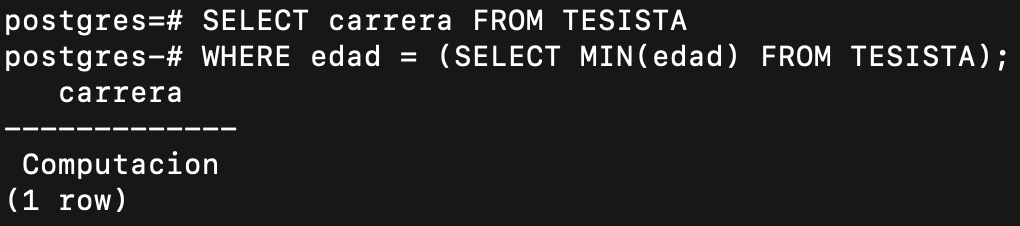 postgres=# SELECT carrera FROM TESISTA
postgres-# WHERE edad = (SELECT MIN(edad) FROM TESISTA);
   carrera
-------------
 Computacion
(1 row)